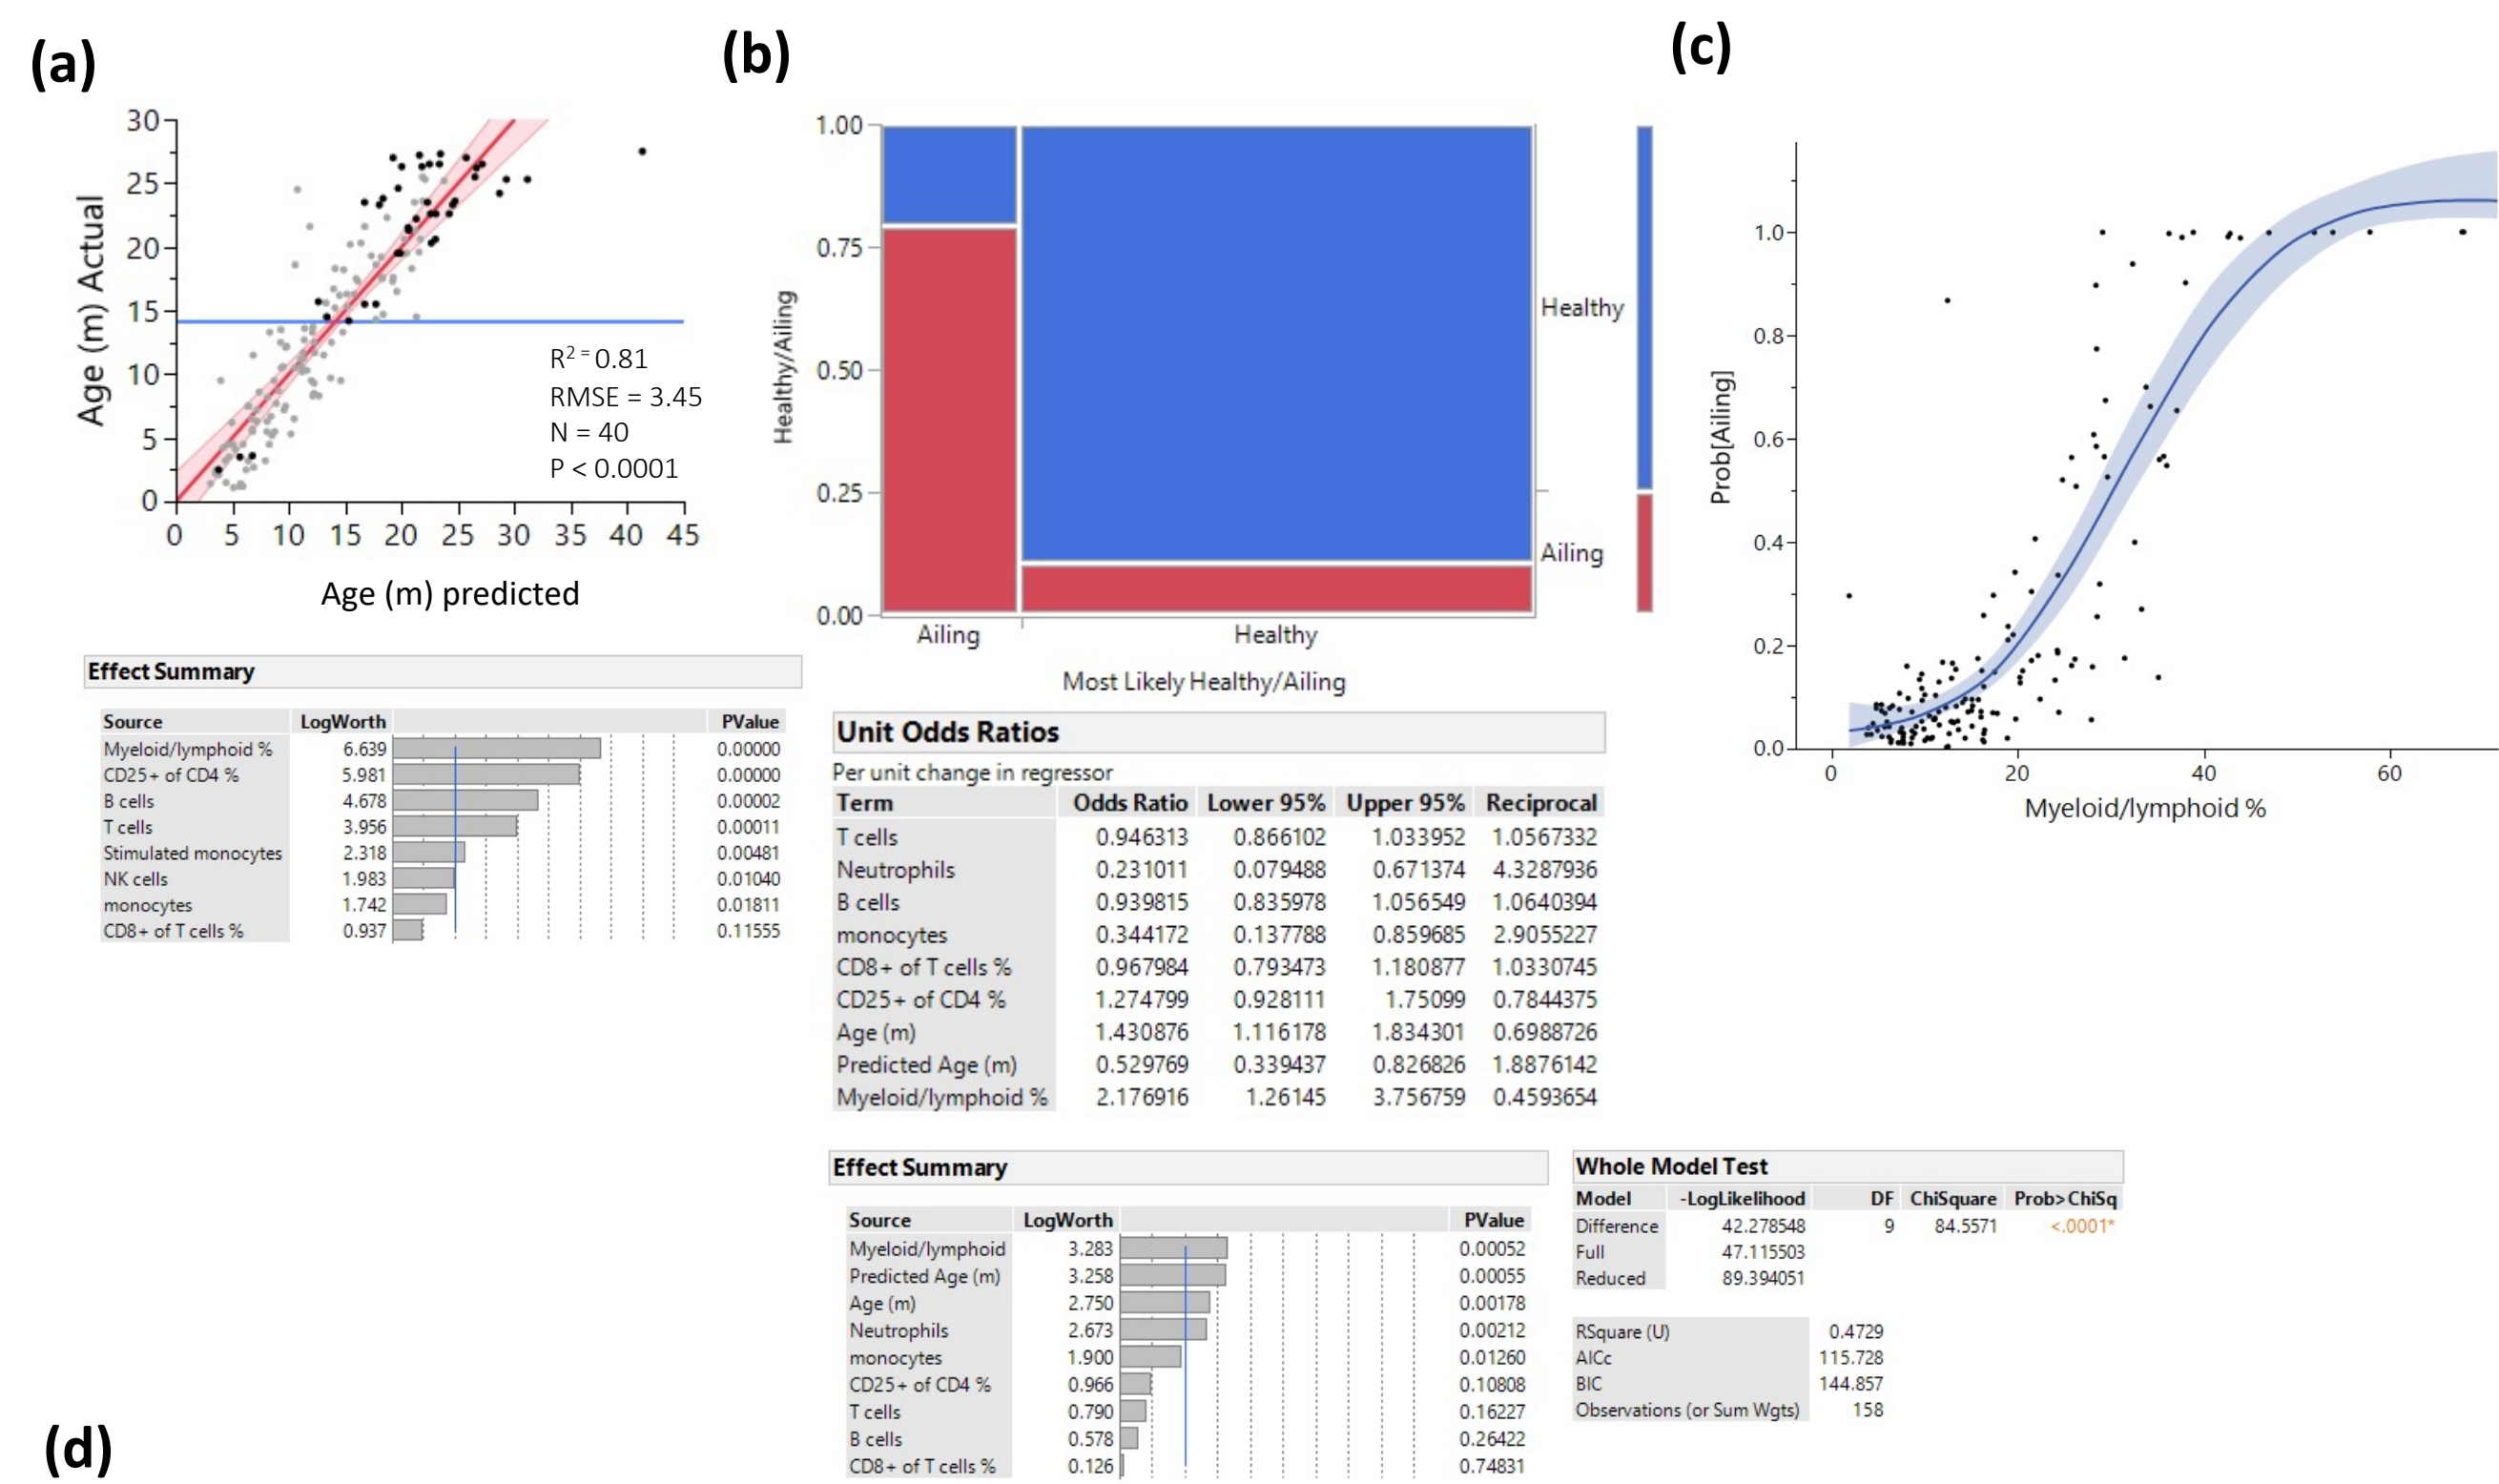 (a)
30
25
20
15
10
5
0
Age (m) Actual
R² = 0.81
RMSE = 3.45
N = 40
P < 0.0001
0 5 10 15 20 25 30 35 40 45
Age (m) predicted
Effect Summary
Source LogWorth PValue
Myeloid/lymphoid % 6.639 0.00000
CD25+ of CD4 % 5.981 0.00000
B cells 4.678 0.00002
T cells 3.956 0.00011
Stimulated monocytes 2.318 0.00481
NK cells 1.983 0.01040
monocytes 1.742 0.01811
CD8+ of T cells % 0.937 0.11555
(b)
1.00
0.75
0.50
0.25
0.00
Healthy/Ailing
Healthy
Ailing
Ailing Healthy
Most Likely Healthy/Ailing
Unit Odds Ratios
Per unit change in regressor
Term Odds Ratio Lower 95% Upper 95% Reciprocal
T cells 0.946313 0.866102 1.033952 1.0567332
Neutrophils 0.231011 0.079488 0.671374 4.3287936
B cells 0.939815 0.835978 1.056549 1.0640394
monocytes 0.344172 0.137788 0.859685 2.9055227
CD8+ of T cells % 0.967984 0.793473 1.180877 1.0330745
CD25+ of CD4 % 1.274799 0.928111 1.75099 0.7844375
Age (m) 1.430876 1.116178 1.834301 0.6988726
Predicted Age (m) 0.529769 0.339437 0.826826 1.8876142
Myeloid/lymphoid % 2.176916 1.26145 3.756759 0.4593654
Effect Summary
Source LogWorth PValue
Myeloid/lymphoid 3.283 0.00052
Predicted Age (m) 3.258 0.00055
Age (m) 2.750 0.00178
Neutrophils 2.673 0.00212
monocytes 1.900 0.01260
CD25+ of CD4 % 0.966 0.10808
T cells 0.790 0.16227
B cells 0.578 0.26422
CD8+ of T cells % 0.126 0.74831
Whole Model Test
Model -LogLikelihood DF ChiSquare Prob>ChiSq
Difference 42.278548 9 84.5571 <.0001*
Full 47.115503
Reduced 89.394051
RSquare (U) 0.4729
AICc 115.728
BIC 144.857
Observations (or Sum Wgts) 158
(c)
1.0
0.8
0.6
0.4
0.2
0.0
Prob[Ailing]
0 20 40 60
Myeloid/lymphoid %
(d)